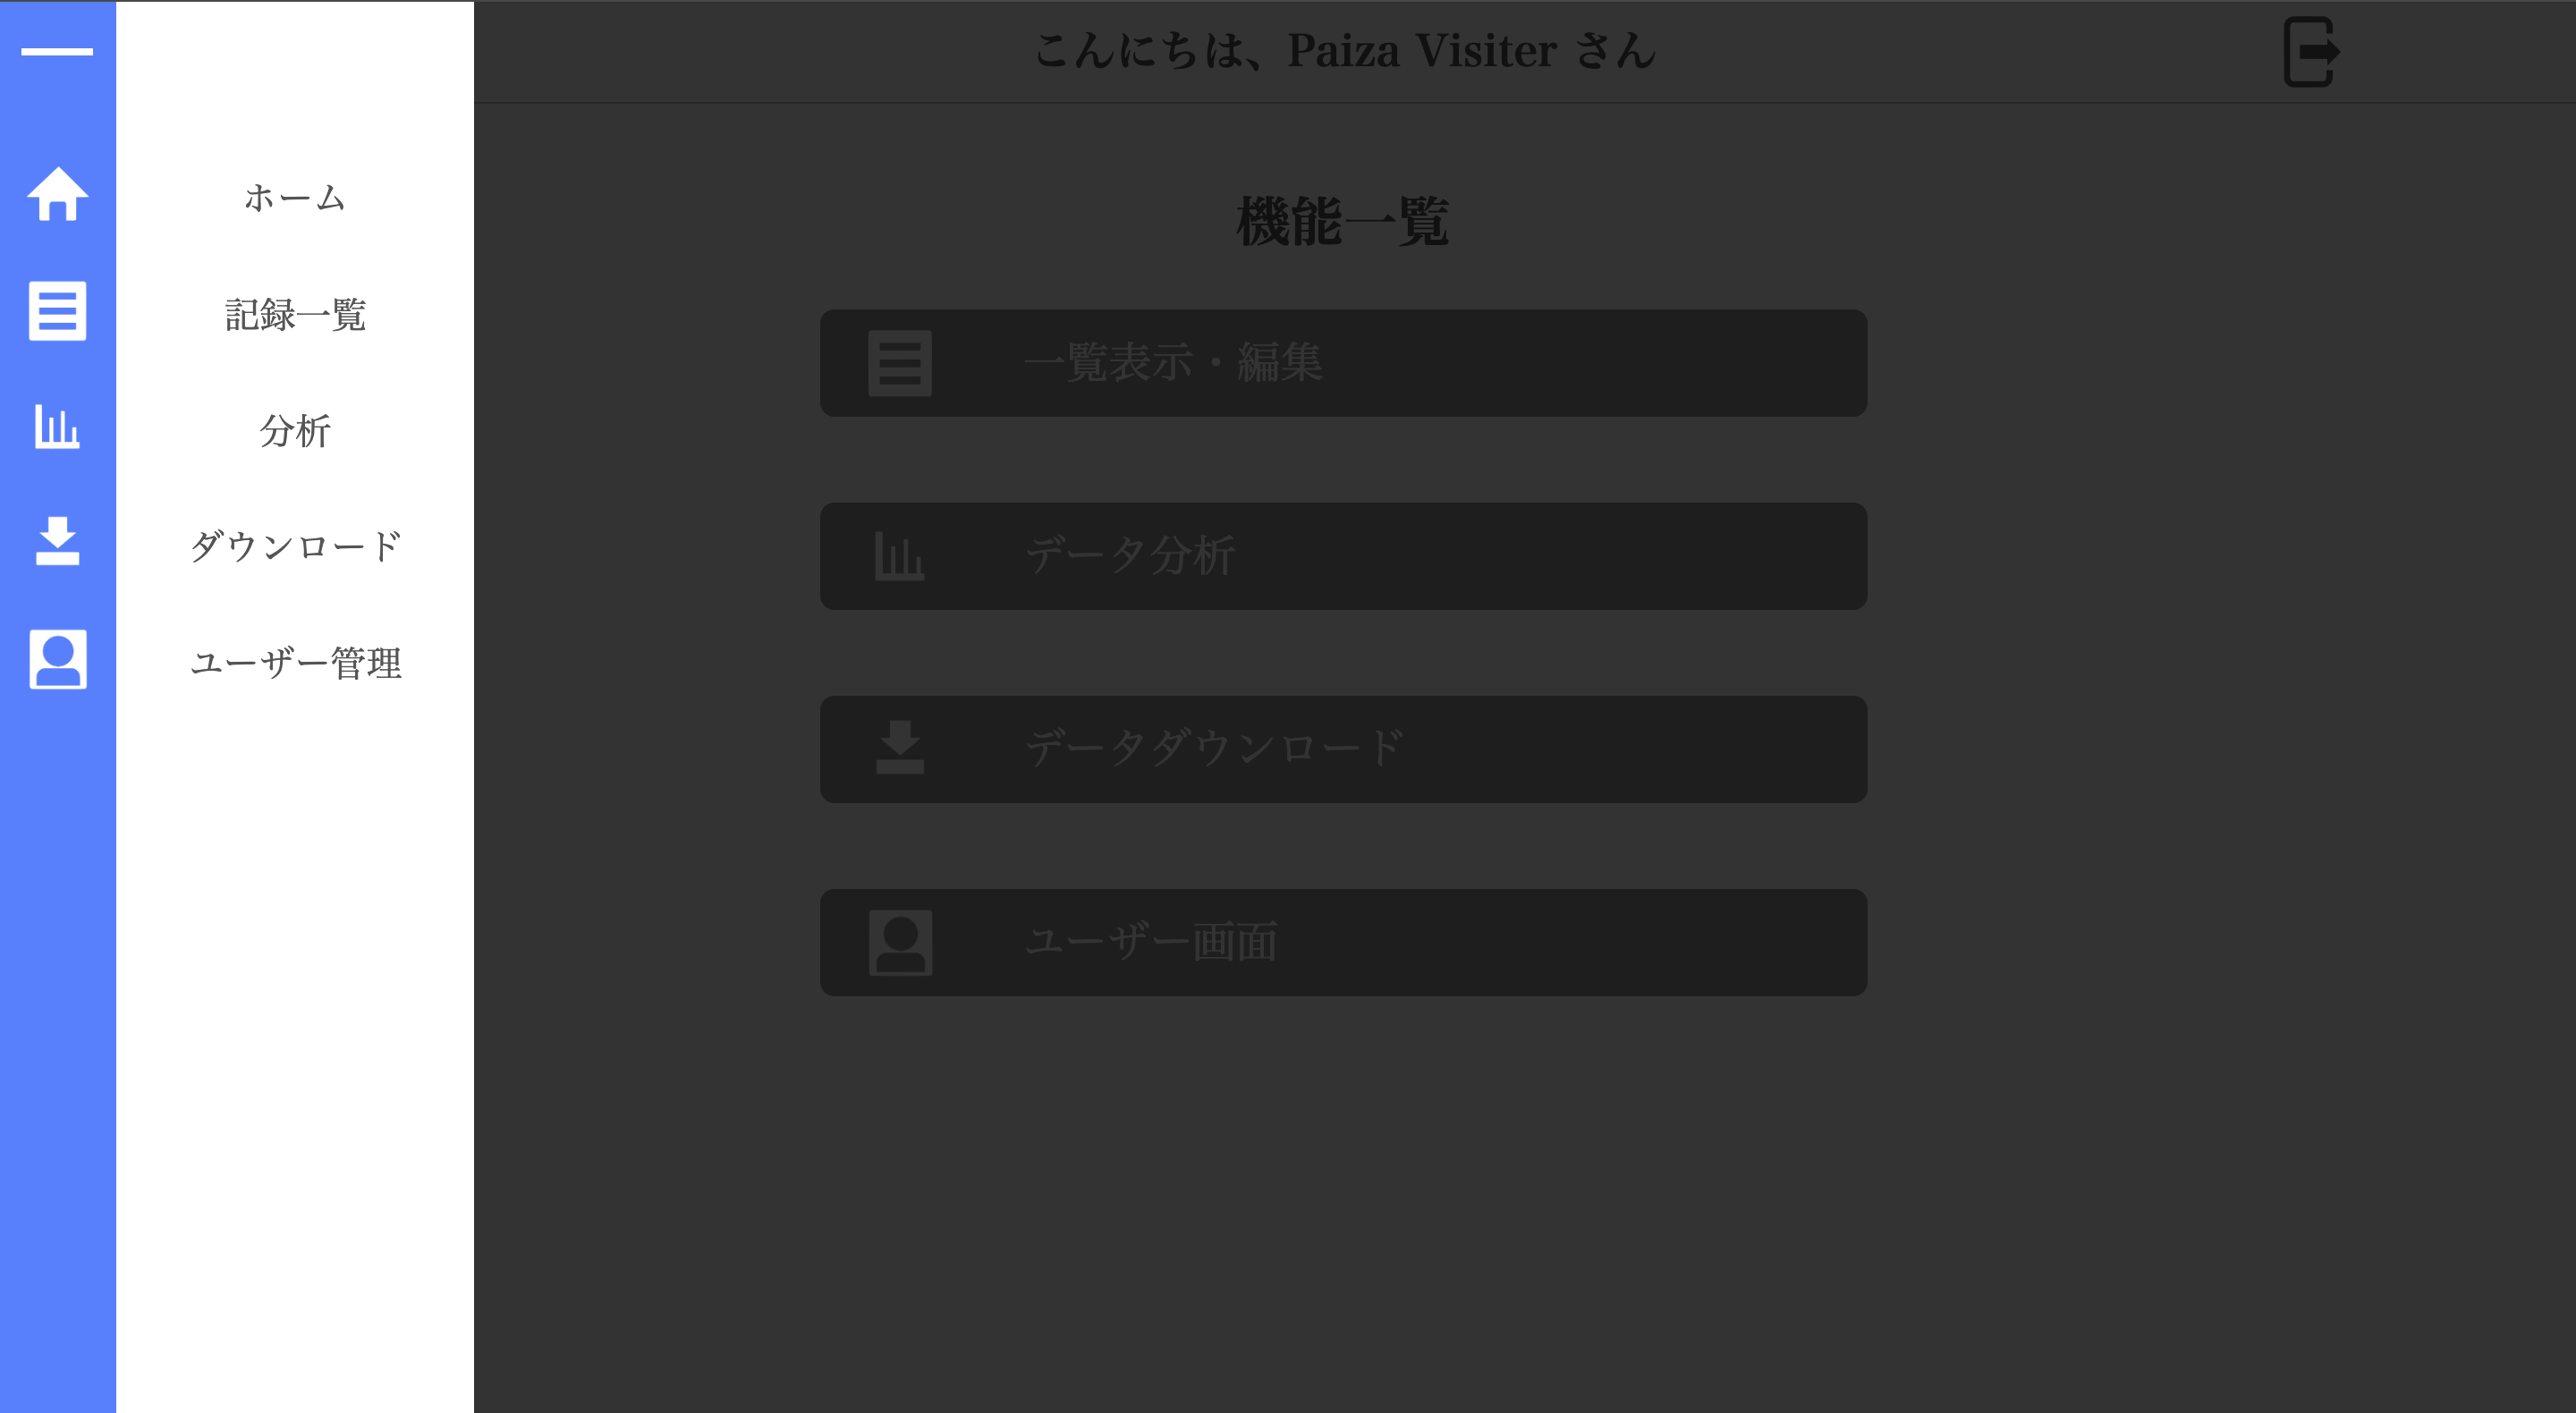 こんにちは、Paiza Visiter さん
ホーム
記録一覧
分析
ダウンロード
ユーザー管理
機能一覧
一覧表示・編集
データ分析
データダウンロード
ユーザー画面